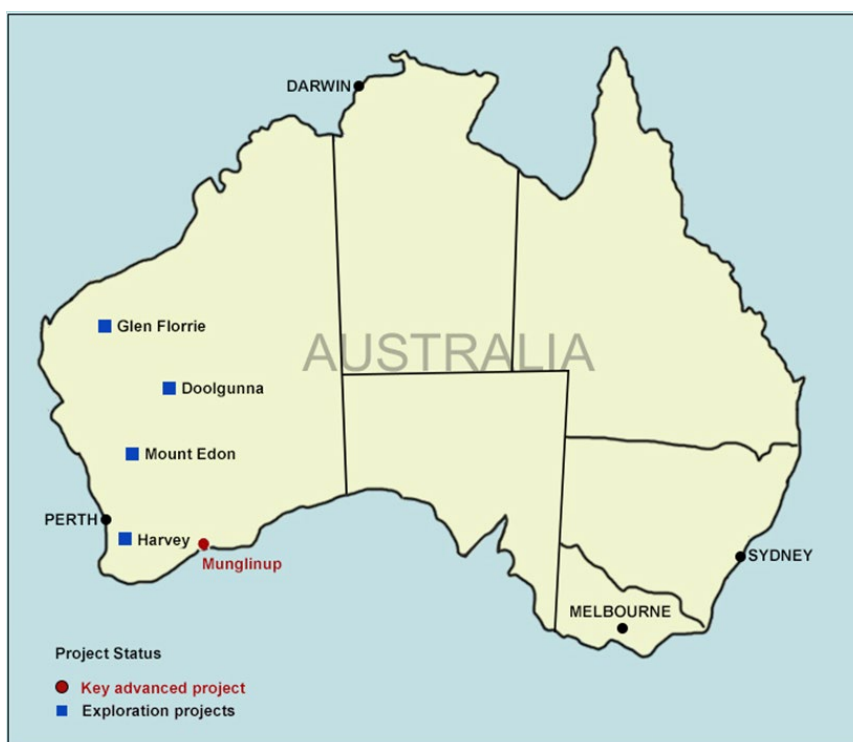 DARWIN
Glen Florrie
AUSTRALIA
Doolgunna
Mount Edon
PERTH
Harvey
Munglinup
SYDNEY
MELBOURNE
Project Status
Key advanced project
Exploration projects